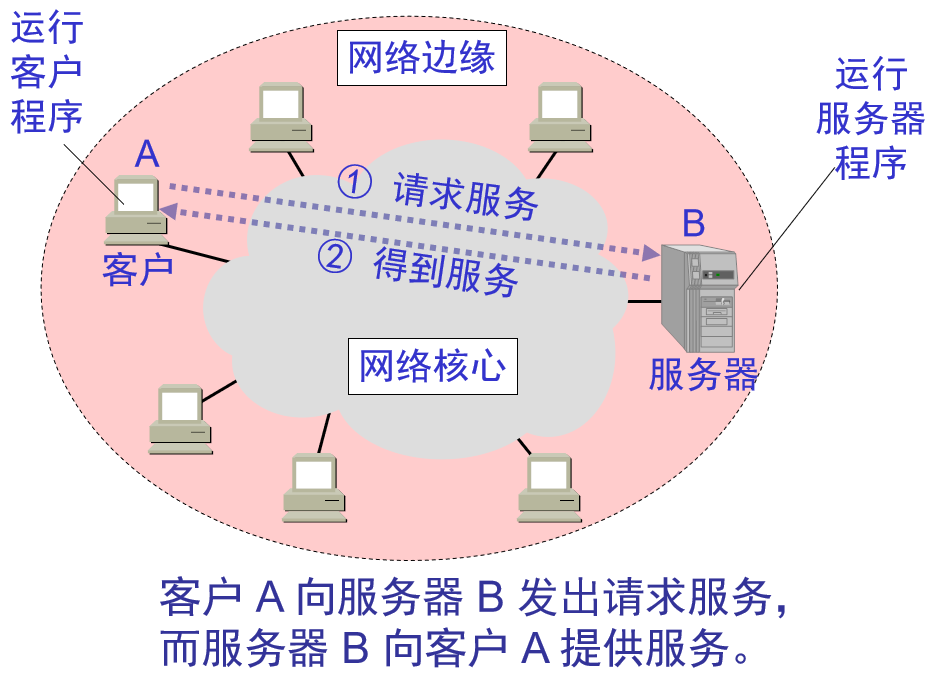 运行
客户
程序
网络边缘
运行
服务器
程序
A
① 请求服务
B
② 得到服务
客户
网络核心
服务器
客户 A 向服务器 B 发出请求服务，
而服务器 B 向客户 A 提供服务。